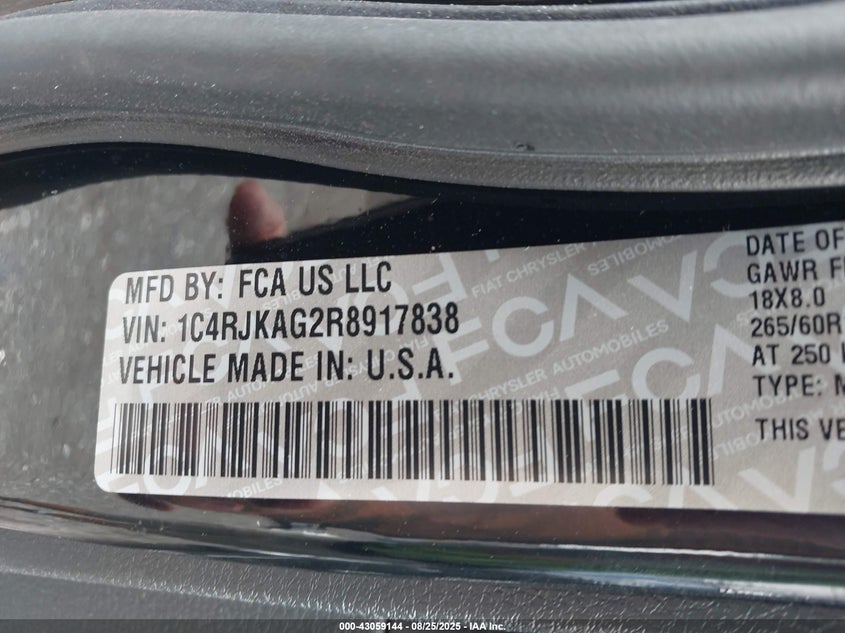 MFD BY: FCA US LLC
VIN: 1C4RJKAG2R8917838
VEHICLE MADE IN: U.S.A.
DATE OF
GAWR F
18X8.0
265/60R
AT 250
TYPE: M
THIS VE
000-43059144 - 08/25/2025 - IAA Inc.